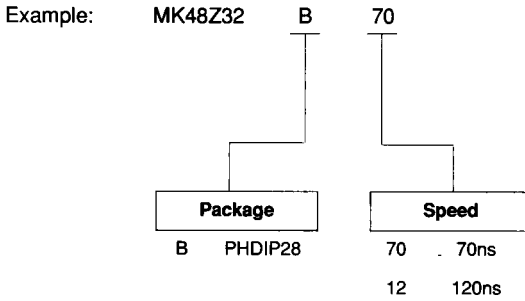 Example: MK48Z32 B 70
Package Speed
B PHDIP28 70 70ns
12 120ns